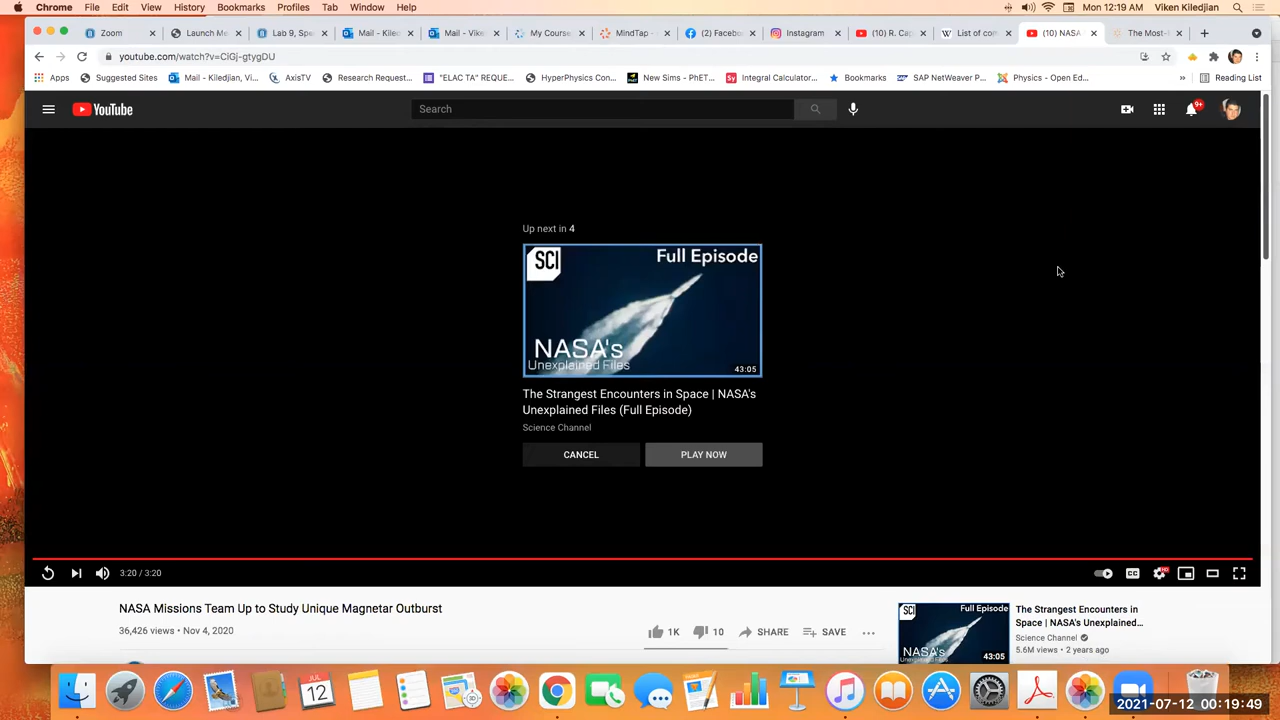 Chrome File Edit View History Bookmarks Profiles Tab Window Help Mon 12:19 AM Viken Kiledjian
Zoom Launch Me Lab 9, Spe Mail - Kiled Mail - Vike My Course MindTap - (2) Faceboo Instagram (10) R. Cap List of com (10) NASA The Most-
youtube.com/watch?v=CiGj-gtygDU
Apps Suggested Sites Mail - Kiledjian, Vi... AxisTV Research Request... "ELAC TA" REQUE... HyperPhysics Con... New Sims - PhET... Integral Calculator... Bookmarks SAP NetWeaver P... Physics - Open Ed... » Reading List
YouTube Search 9+
Up next in 4
SCI Full Episode
NASA's
Unexplained Files
43:05
The Strangest Encounters in Space | NASA's
Unexplained Files (Full Episode)
Science Channel
CANCEL PLAY NOW
3:20 / 3:20 CC HD
NASA Missions Team Up to Study Unique Magnetar Outburst
36,426 views • Nov 4, 2020
1K 10 SHARE SAVE ...
SCI Full Episode
NASA's
Unexplained Files
43:05
The Strangest Encounters in
Space | NASA's Unexplained...
Science Channel
5.6M views • 2 years ago
JUL
12
2021-07-12 00:19:49